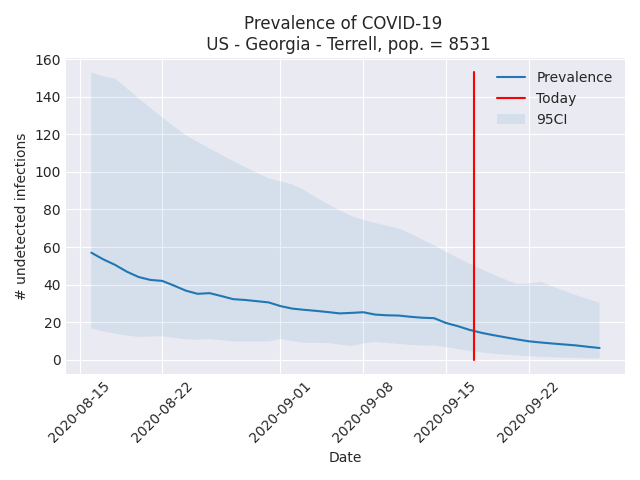 Prevalence of COVID-19
US - Georgia - Terrell, pop. = 8531
160
140
120
100
80
60
40
20
0
# undetected infections
Prevalence
Today
95CI
2020-08-15
2020-08-22
2020-09-01
2020-09-08
2020-09-15
2020-09-22
Date